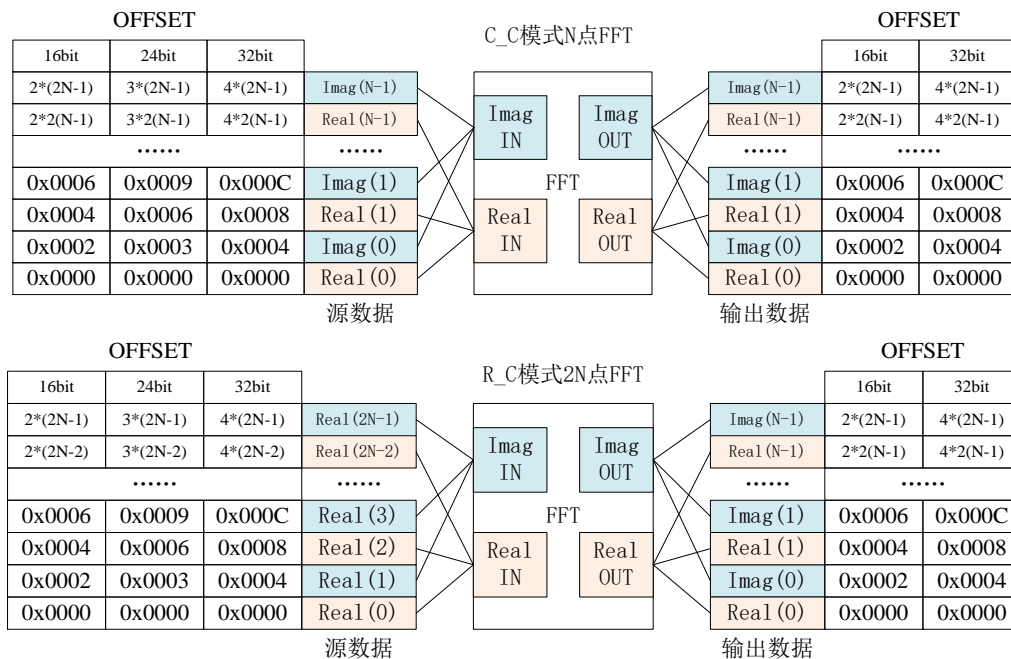 OFFSET C_C模式N点FFT OFFSET
16bit 24bit 32bit 16bit 32bit
2*(2N-1) 3*(2N-1) 4*(2N-1) Imag(N-1) Imag(N-1) 2*(2N-1) 4*(2N-1)
2*2(N-1) 3*2(N-1) 4*2(N-1) Real(N-1) Imag IN Imag OUT Real(N-1) 2*2(N-1) 4*2(N-1)
…… …… …… ……
0x0006 0x0009 0x000C Imag(1) FFT Imag(1) 0x0006 0x000C
0x0004 0x0006 0x0008 Real(1) Real IN Real OUT Real(1) 0x0004 0x0008
0x0002 0x0003 0x0004 Imag(0) Imag(0) 0x0002 0x0004
0x0000 0x0000 0x0000 Real(0) Real(0) 0x0000 0x0000
源数据 输出数据
OFFSET R_C模式2N点FFT OFFSET
16bit 24bit 32bit 16bit 32bit
2*(2N-1) 3*(2N-1) 4*(2N-1) Real(2N-1) Imag(N-1) 2*(2N-1) 4*(2N-1)
2*(2N-2) 3*(2N-2) 4*(2N-2) Real(2N-2) Imag IN Imag OUT Real(N-1) 2*2(N-1) 4*2(N-1)
…… …… …… ……
0x0006 0x0009 0x000C Real(3) FFT Imag(1) 0x0006 0x000C
0x0004 0x0006 0x0008 Real(2) Real IN Real OUT Real(1) 0x0004 0x0008
0x0002 0x0003 0x0004 Real(1) Imag(0) 0x0002 0x0004
0x0000 0x0000 0x0000 Real(0) Real(0) 0x0000 0x0000
源数据 输出数据